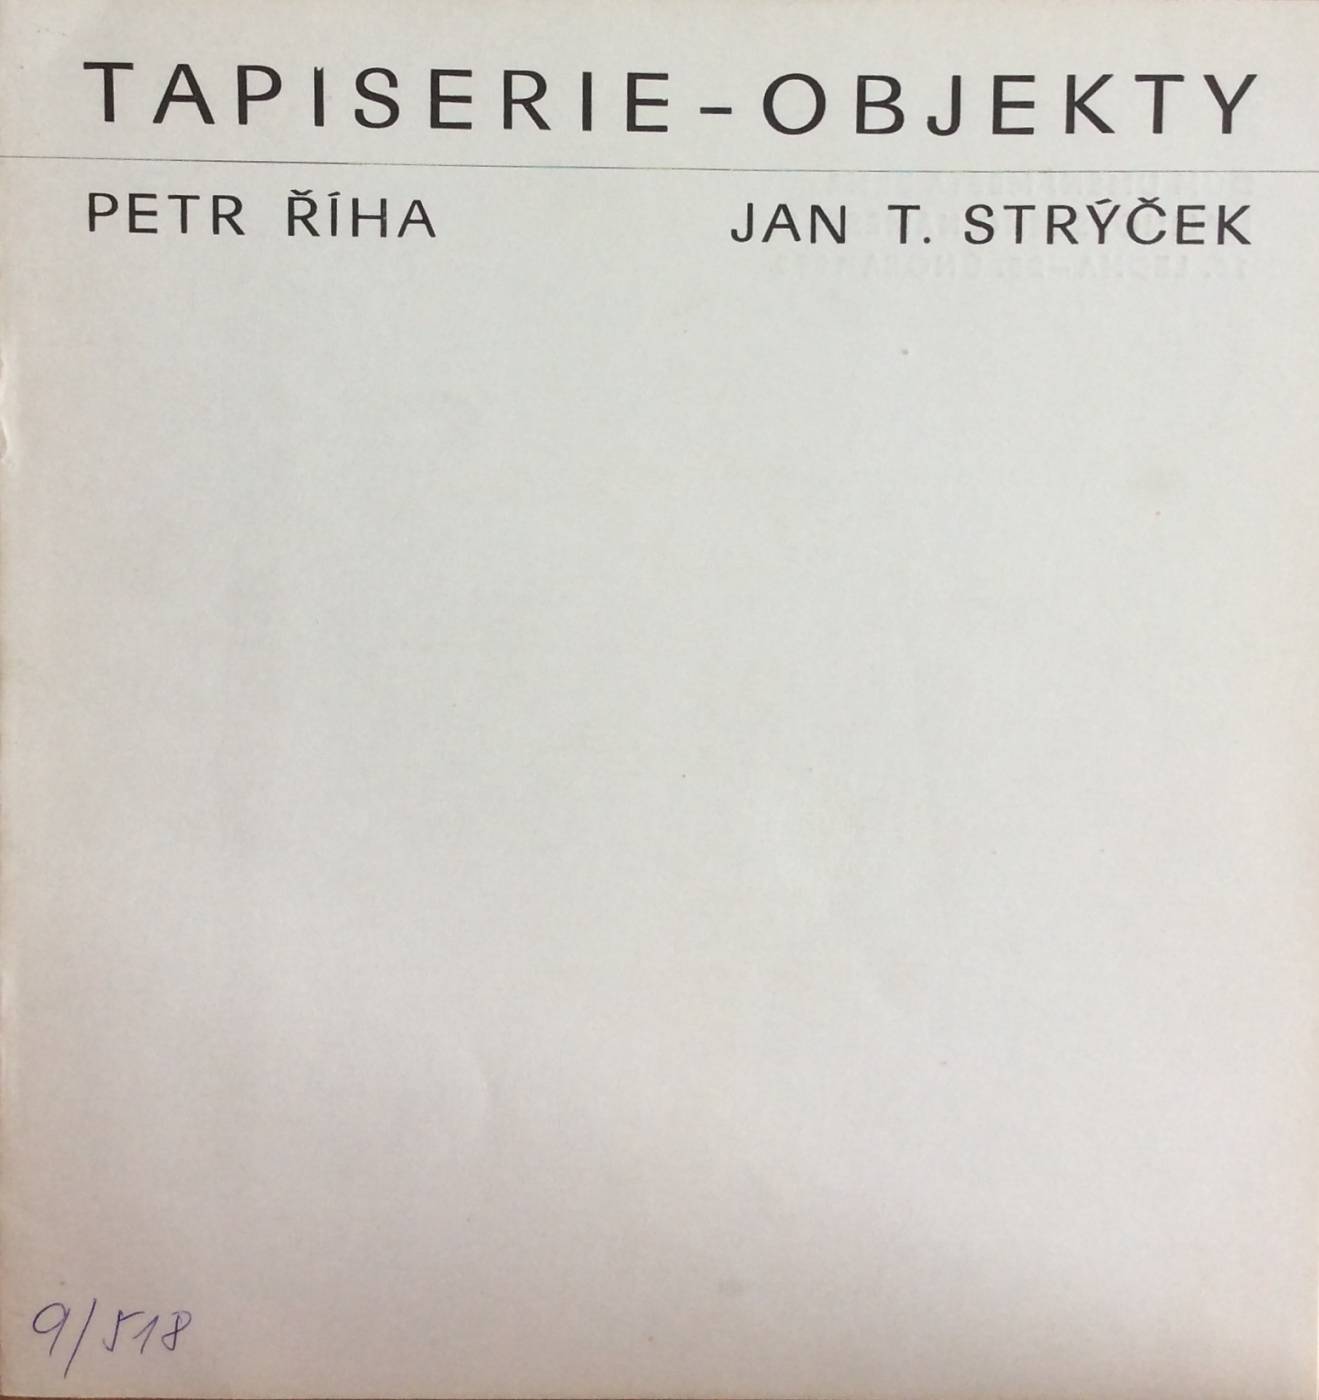 TAPISERIE – OBJEKTY
PETR ŘÍHA
JAN T. STRÝČEK
9/518